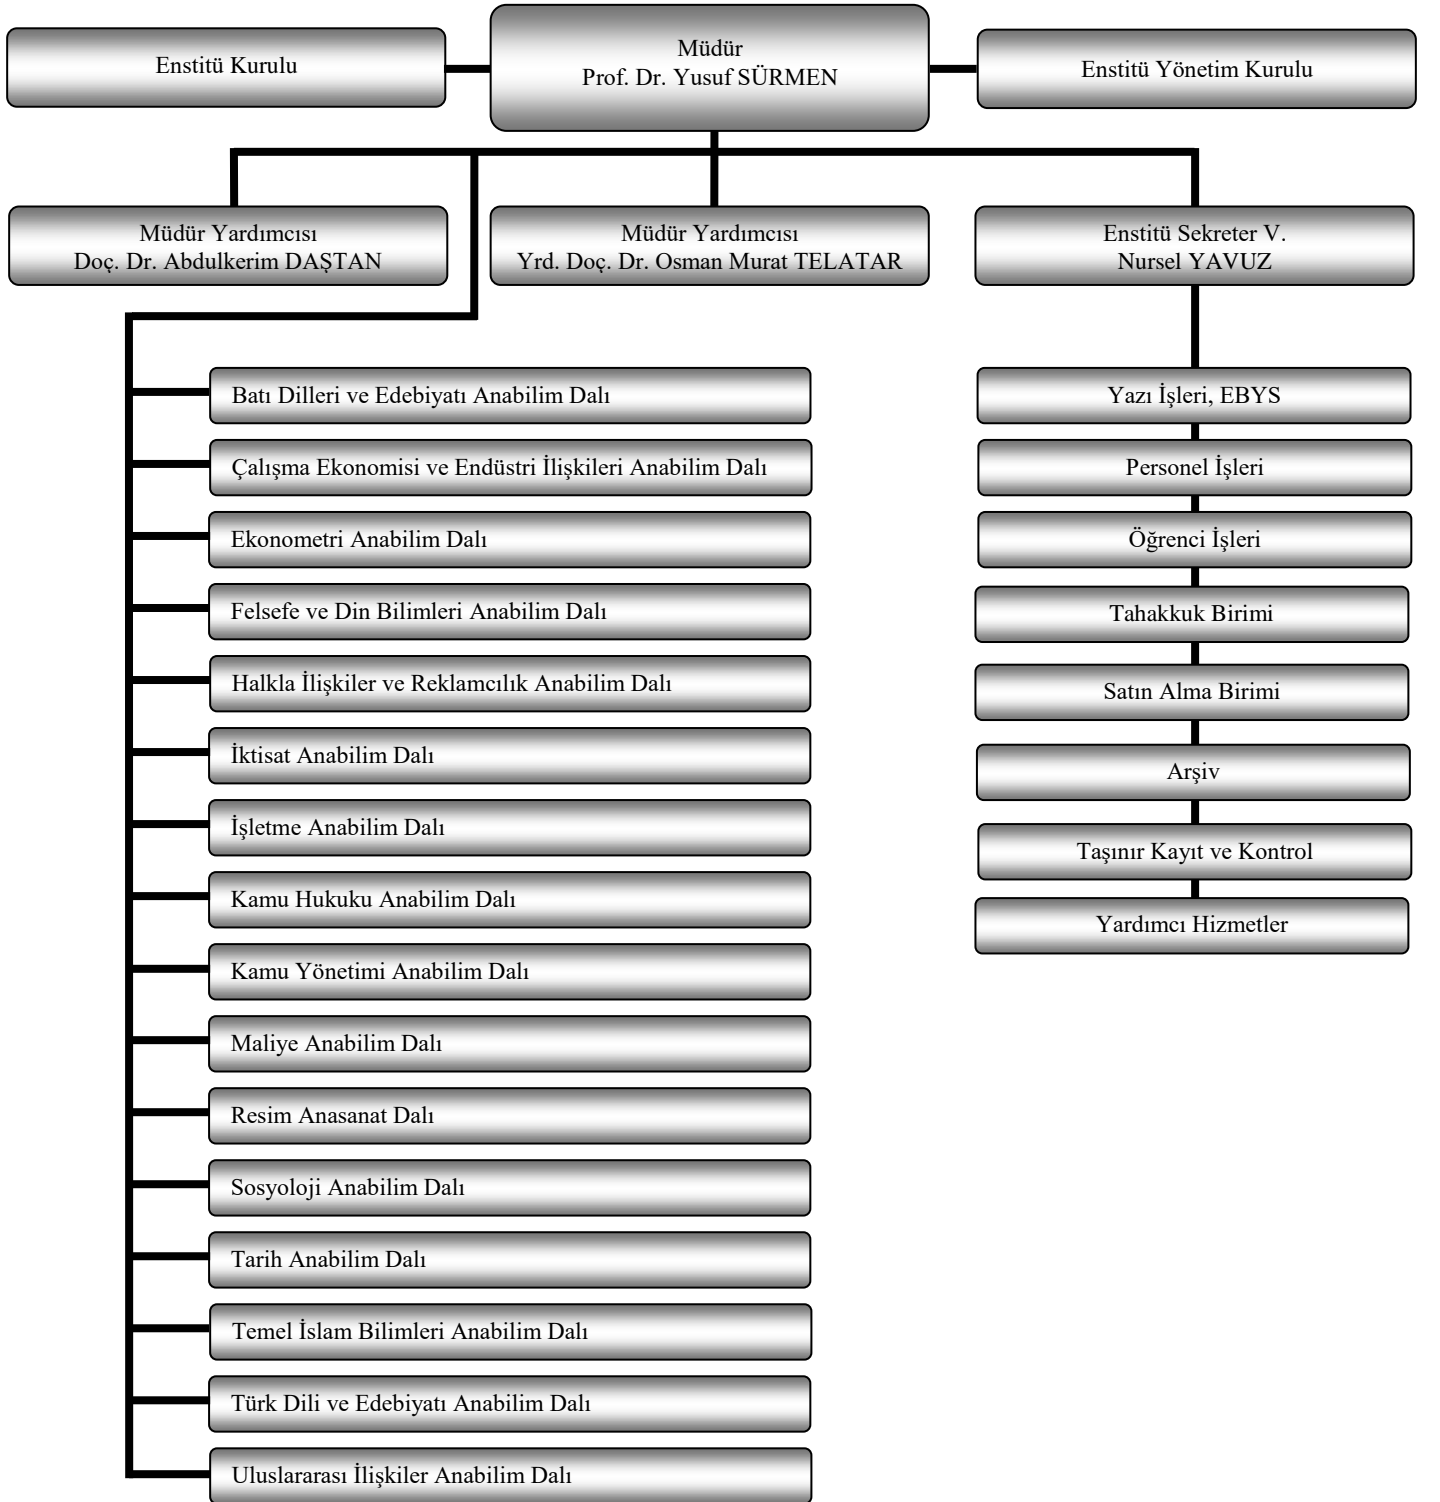 Enstitü Kurulu
Müdür
Prof. Dr. Yusuf SÜRMEN
Enstitü Yönetim Kurulu
Müdür Yardımcısı
Doç. Dr. Abdulkerim DAŞTAN
Müdür Yardımcısı
Yrd. Doç. Dr. Osman Murat TELATAR
Enstitü Sekreter V.
Nursel YAVUZ
Batı Dilleri ve Edebiyatı Anabilim Dalı
Çalışma Ekonomisi ve Endüstri İlişkileri Anabilim Dalı
Ekonometri Anabilim Dalı
Felsefe ve Din Bilimleri Anabilim Dalı
Halkla İlişkiler ve Reklamcılık Anabilim Dalı
İktisat Anabilim Dalı
İşletme Anabilim Dalı
Kamu Hukuku Anabilim Dalı
Kamu Yönetimi Anabilim Dalı
Maliye Anabilim Dalı
Resim Anasanat Dalı
Sosyoloji Anabilim Dalı
Tarih Anabilim Dalı
Temel İslam Bilimleri Anabilim Dalı
Türk Dili ve Edebiyatı Anabilim Dalı
Uluslararası İlişkiler Anabilim Dalı
Yazı İşleri, EBYS
Personel İşleri
Öğrenci İşleri
Tahakkuk Birimi
Satın Alma Birimi
Arşiv
Taşınır Kayıt ve Kontrol
Yardımcı Hizmetler